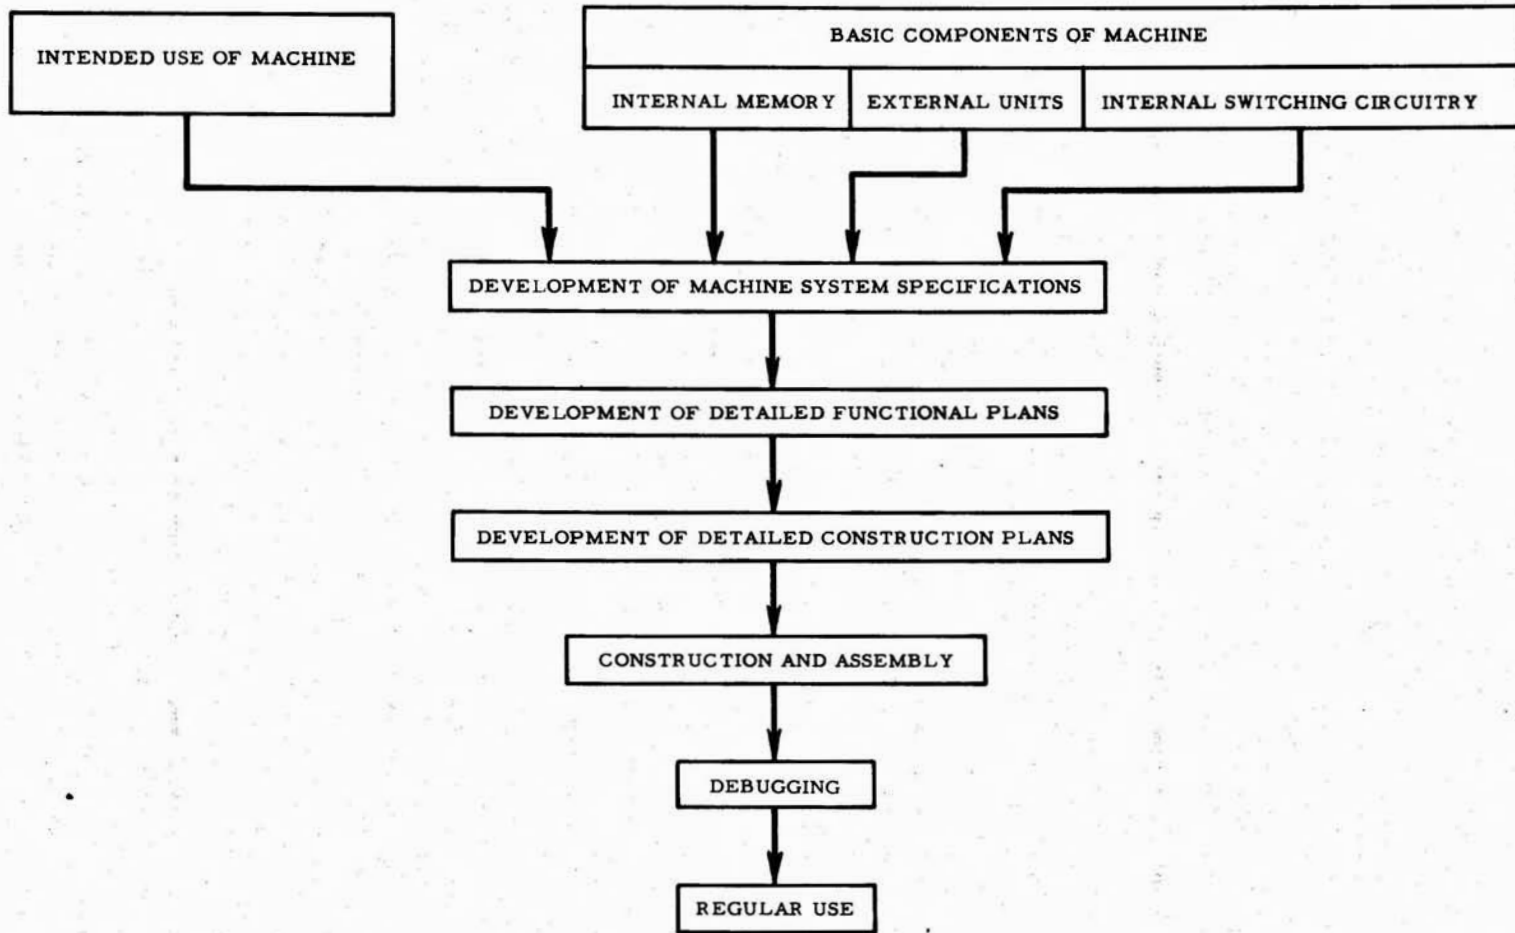 INTENDED USE OF MACHINE
BASIC COMPONENTS OF MACHINE
INTERNAL MEMORY
EXTERNAL UNITS
INTERNAL SWITCHING CIRCUITRY
DEVELOPMENT OF MACHINE SYSTEM SPECIFICATIONS
DEVELOPMENT OF DETAILED FUNCTIONAL PLANS
DEVELOPMENT OF DETAILED CONSTRUCTION PLANS
CONSTRUCTION AND ASSEMBLY
DEBUGGING
REGULAR USE